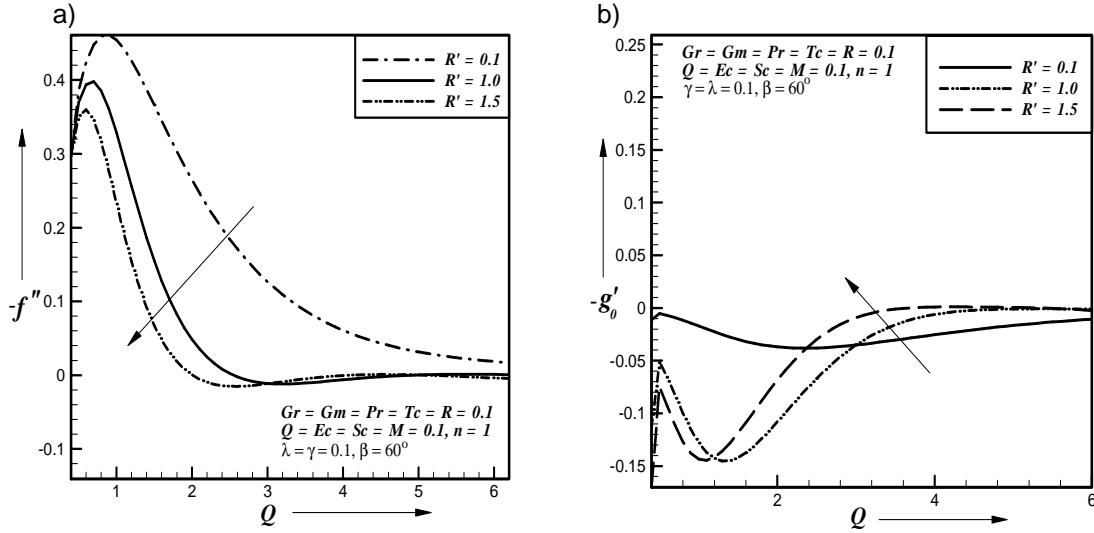 a)
0.4
0.3
0.2
0.1
0
-0.1
-f''
1
2
3
4
5
6
Q
R' = 0.1
R' = 1.0
R' = 1.5
Gr = Gm = Pr = Tc = R = 0.1
Q = Ec = Sc = M = 0.1, n = 1
λ = γ = 0.1, β = 60°
b)
0.25
0.2
0.15
0.1
0.05
0
-0.05
-0.1
-0.15
-g'₀
2
4
6
Q
Gr = Gm = Pr = Tc = R = 0.1
Q = Ec = Sc = M = 0.1, n = 1
γ = λ = 0.1, β = 60°
R' = 0.1
R' = 1.0
R' = 1.5